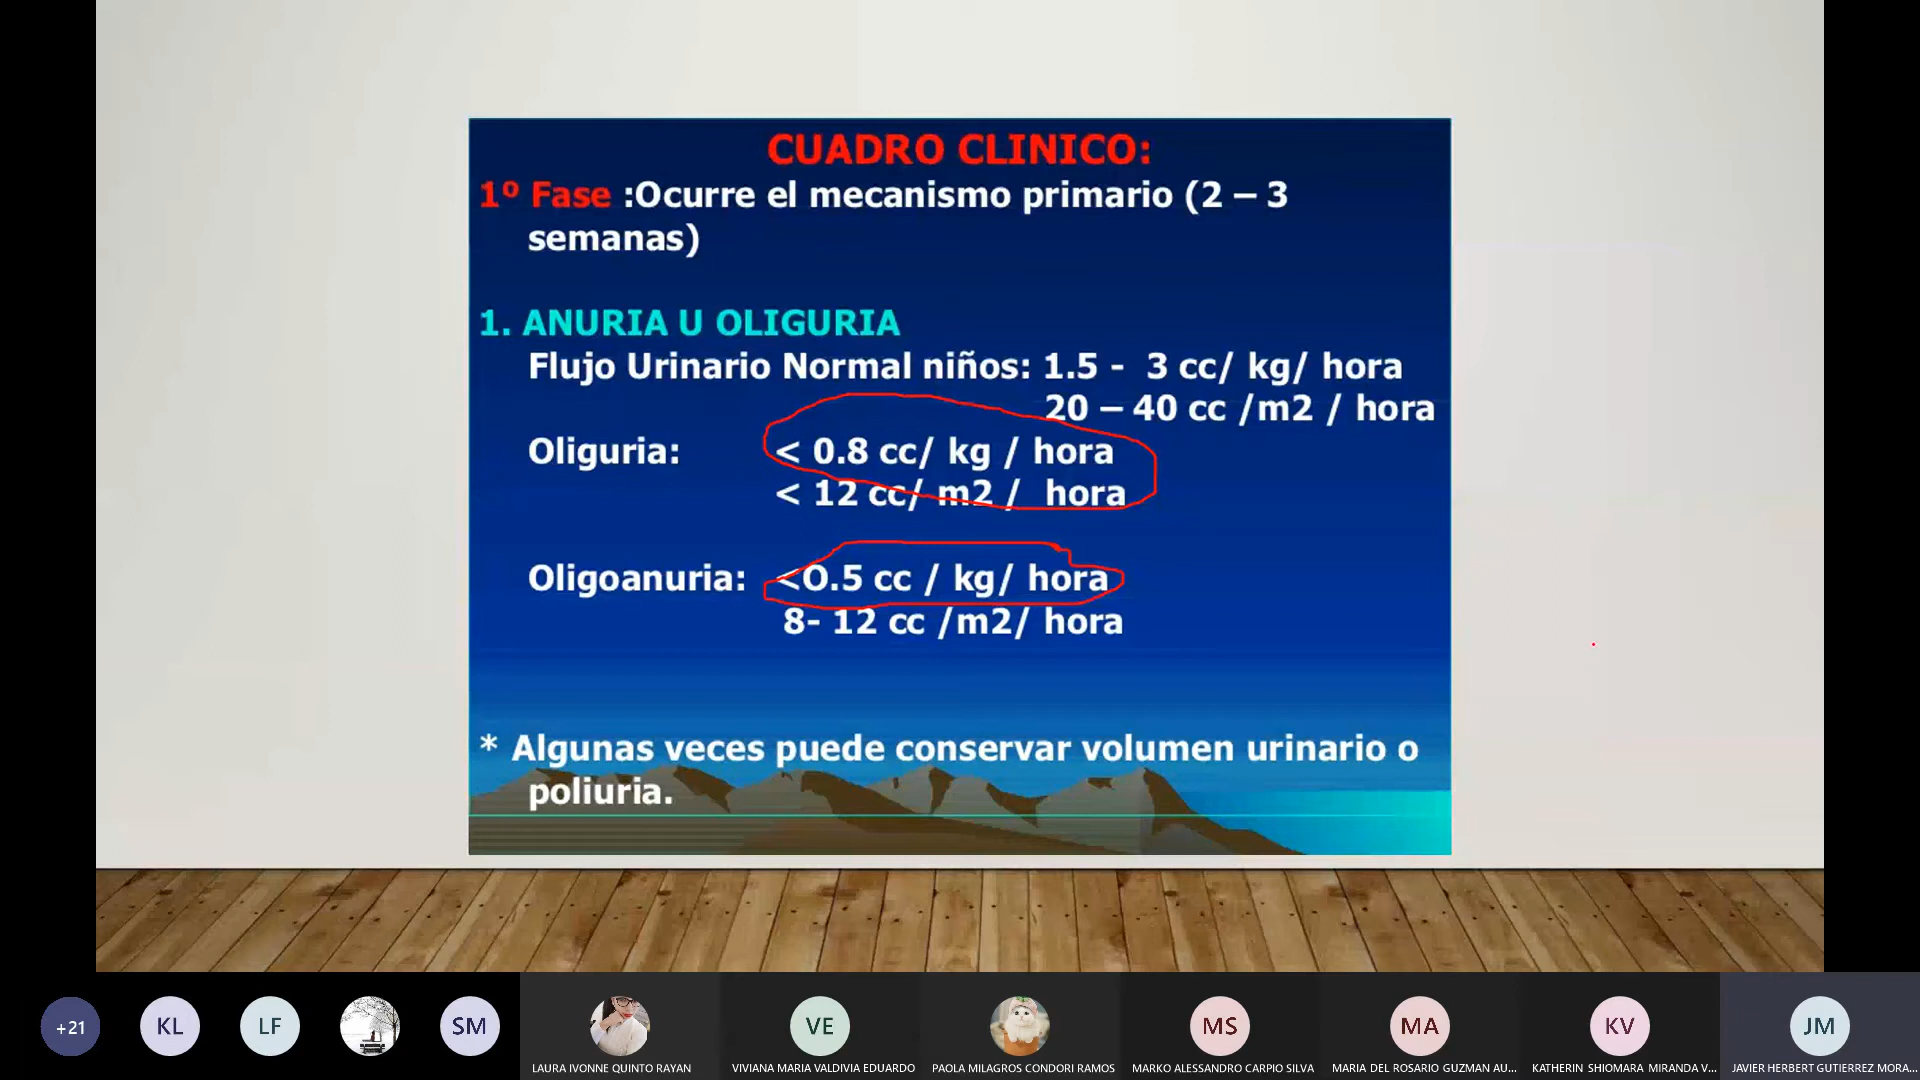 CUADRO CLINICO:
1º Fase :Ocurre el mecanismo primario (2 – 3
semanas)
1. ANURIA U OLIGURIA
Flujo Urinario Normal niños: 1.5 - 3 cc/ kg/ hora
20 – 40 cc /m2 / hora
Oliguria: < 0.8 cc/ kg / hora
< 12 cc/ m2 / hora
Oligoanuria: <O.5 cc / kg/ hora
8- 12 cc /m2/ hora
* Algunas veces puede conservar volumen urinario o
poliuria.
+21 KL LF SM VE MS MA KV JM
LAURA IVONNE QUINTO RAYAN VIVIANA MARIA VALDIVIA EDUARDO PAOLA MILAGROS CONDORI RAMOS MARKO ALESSANDRO CARPIO SILVA MARIA DEL ROSARIO GUZMAN AU... KATHERIN SHIOMARA MIRANDA V... JAVIER HERBERT GUTIERREZ MORA...